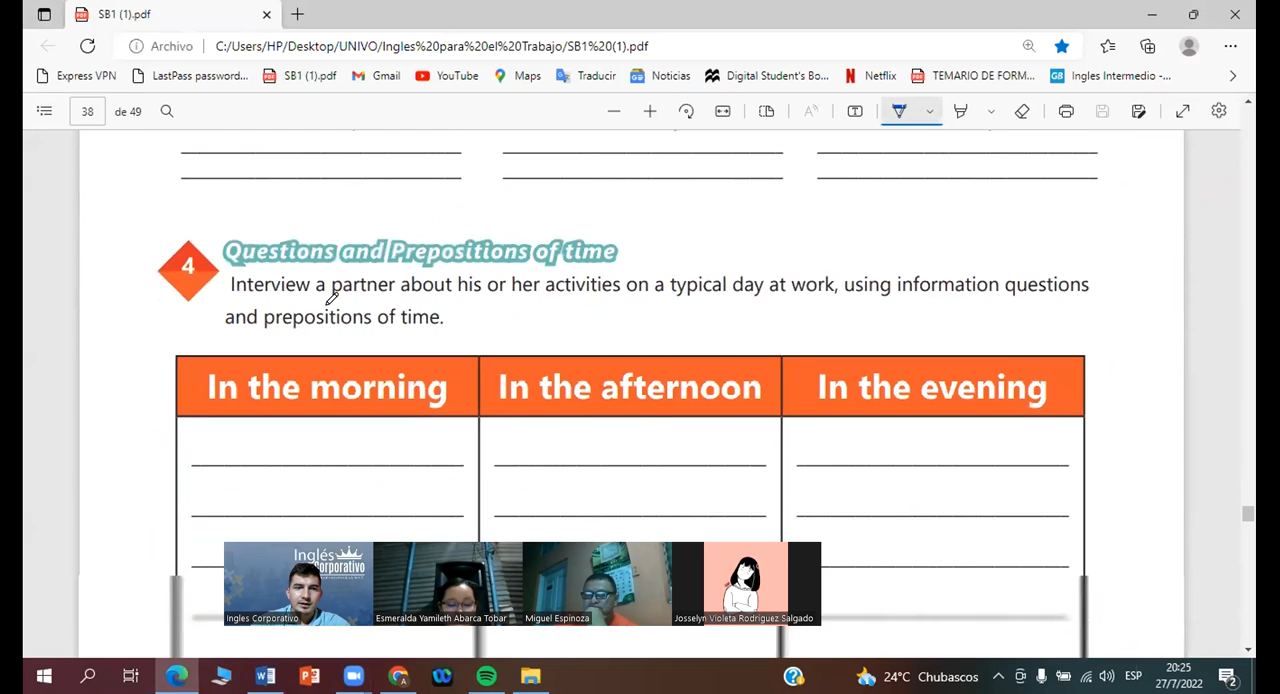 SB1 (1).pdf
Archivo C:/Users/HP/Desktop/UNIVO/Ingles%20para%20el%20Trabajo/SB1%20(1).pdf
Express VPN LastPass password... SB1 (1).pdf Gmail YouTube Maps Traducir Noticias Digital Student's Bo... Netflix TEMARIO DE FORM... Ingles Intermedio -...
38 de 49
4 Questions and Prepositions of time
Interview a partner about his or her activities on a typical day at work, using information questions
and prepositions of time.
In the morning In the afternoon In the evening
Inglés
Corporativo
Ingles Corporativo Esmeralda Yamileth Abarca Tobar Miguel Espinoza Josselyn Violeta Rodriguez Salgado
24°C Chubascos ESP 20:25
27/7/2022 2